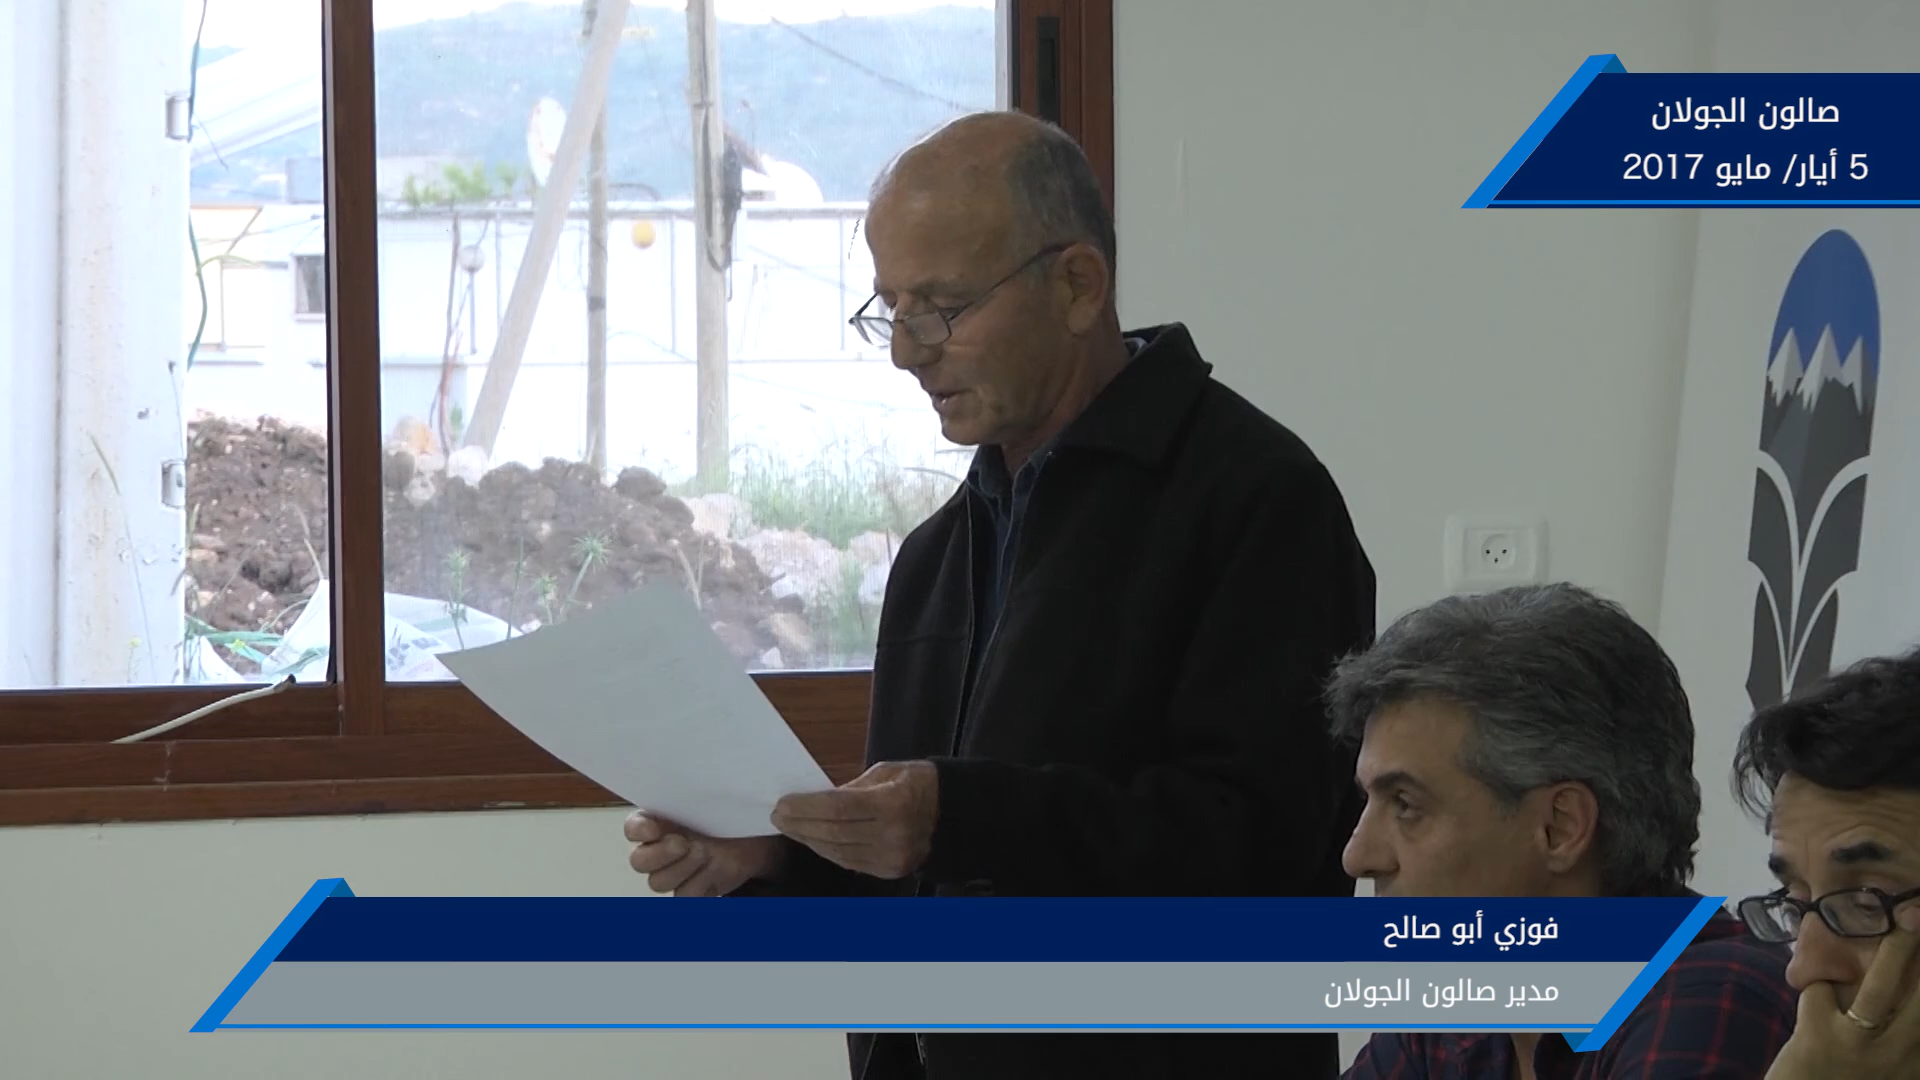 صالون الجولان
5 أيار/ مايو 2017
فوزي أبو صالح
مدير صالون الجولان